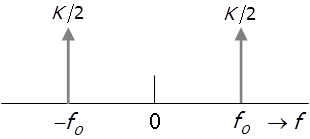 K/2 K/2
−f₀ 0 f₀ → f